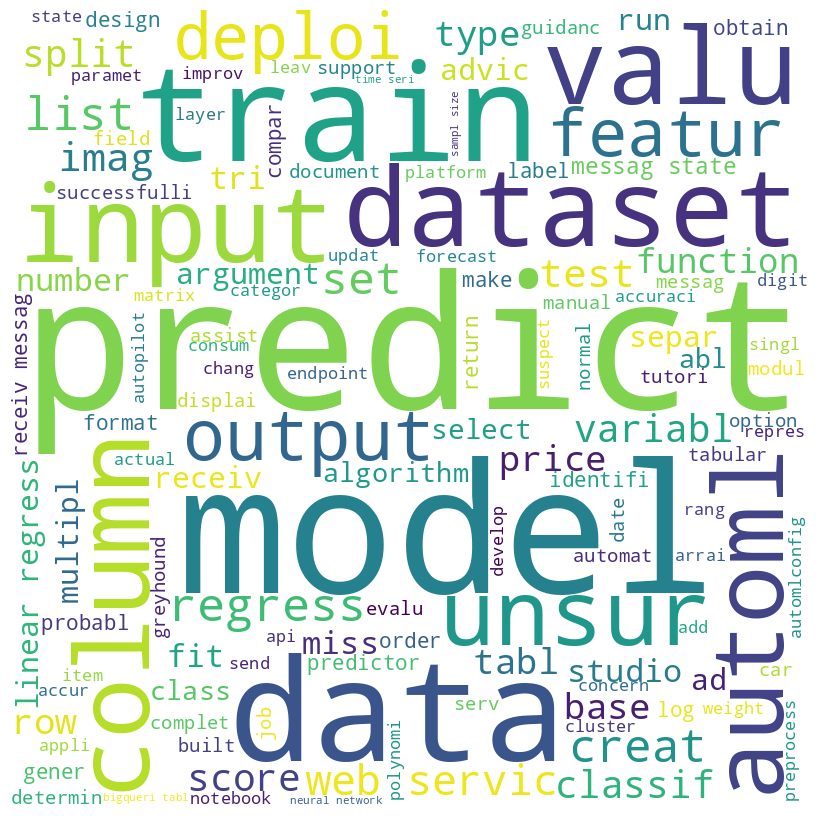 state
design
deploi
type
guidanc
run
obtain
split
paramet
improv
leav
support
time seri
advic
valu
train
list
layer
compar
sampl size
featur
field
imag
tri
document
platform
label
messag state
successfulli
input
dataset
updat
forecast
function
number
argument
set
make
test
messag
digit
matrix
categor
manual
accuraci
predict
receiv messag
autopilot
assist
consum
chang
endpoint
return
suspect
normal
separ
abl
singl
tutori
modul
displai
format
output
select
variabl
option
repres
actual
receiv
algorithm
price
identifi
tabular
column
linear regress
multipl
model
develop
date
automl
rang
automat
arrai
automlconfig
greyhound
probabl
regress
evalu
unsur
add
api
miss
order
fit
send
predictor
tabl
studio
concern
ad
car
item
accur
class
data
serv
base
log
weight
row
complet
job
cluster
preprocess
appli
built
creat
gener
score
web
servic
polynomi
classif
determin
bigqueri tabl
notebook
neural network